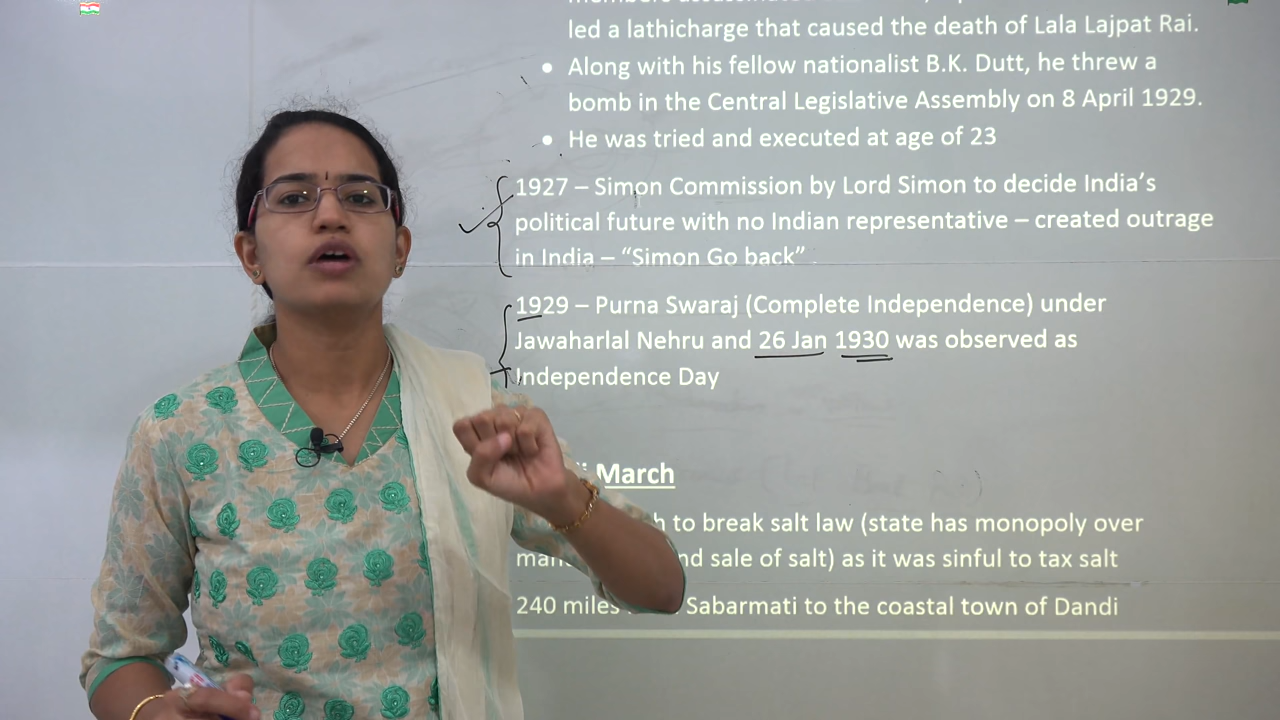 led a lathicharge that caused the death of Lala Lajpat Rai.
• Along with his fellow nationalist B.K. Dutt, he threw a
bomb in the Central Legislative Assembly on 8 April 1929.
• He was tried and executed at age of 23
1927 – Simon Commission by Lord Simon to decide India's
political future with no Indian representative – created outrage
in India – “Simon Go back”
1929 – Purna Swaraj (Complete Independence) under
Jawaharlal Nehru and 26 Jan 1930 was observed as
Independence Day
March
to break salt law (state has monopoly over
sale of salt) as it was sinful to tax salt
240 miles Sabarmati to the coastal town of Dandi